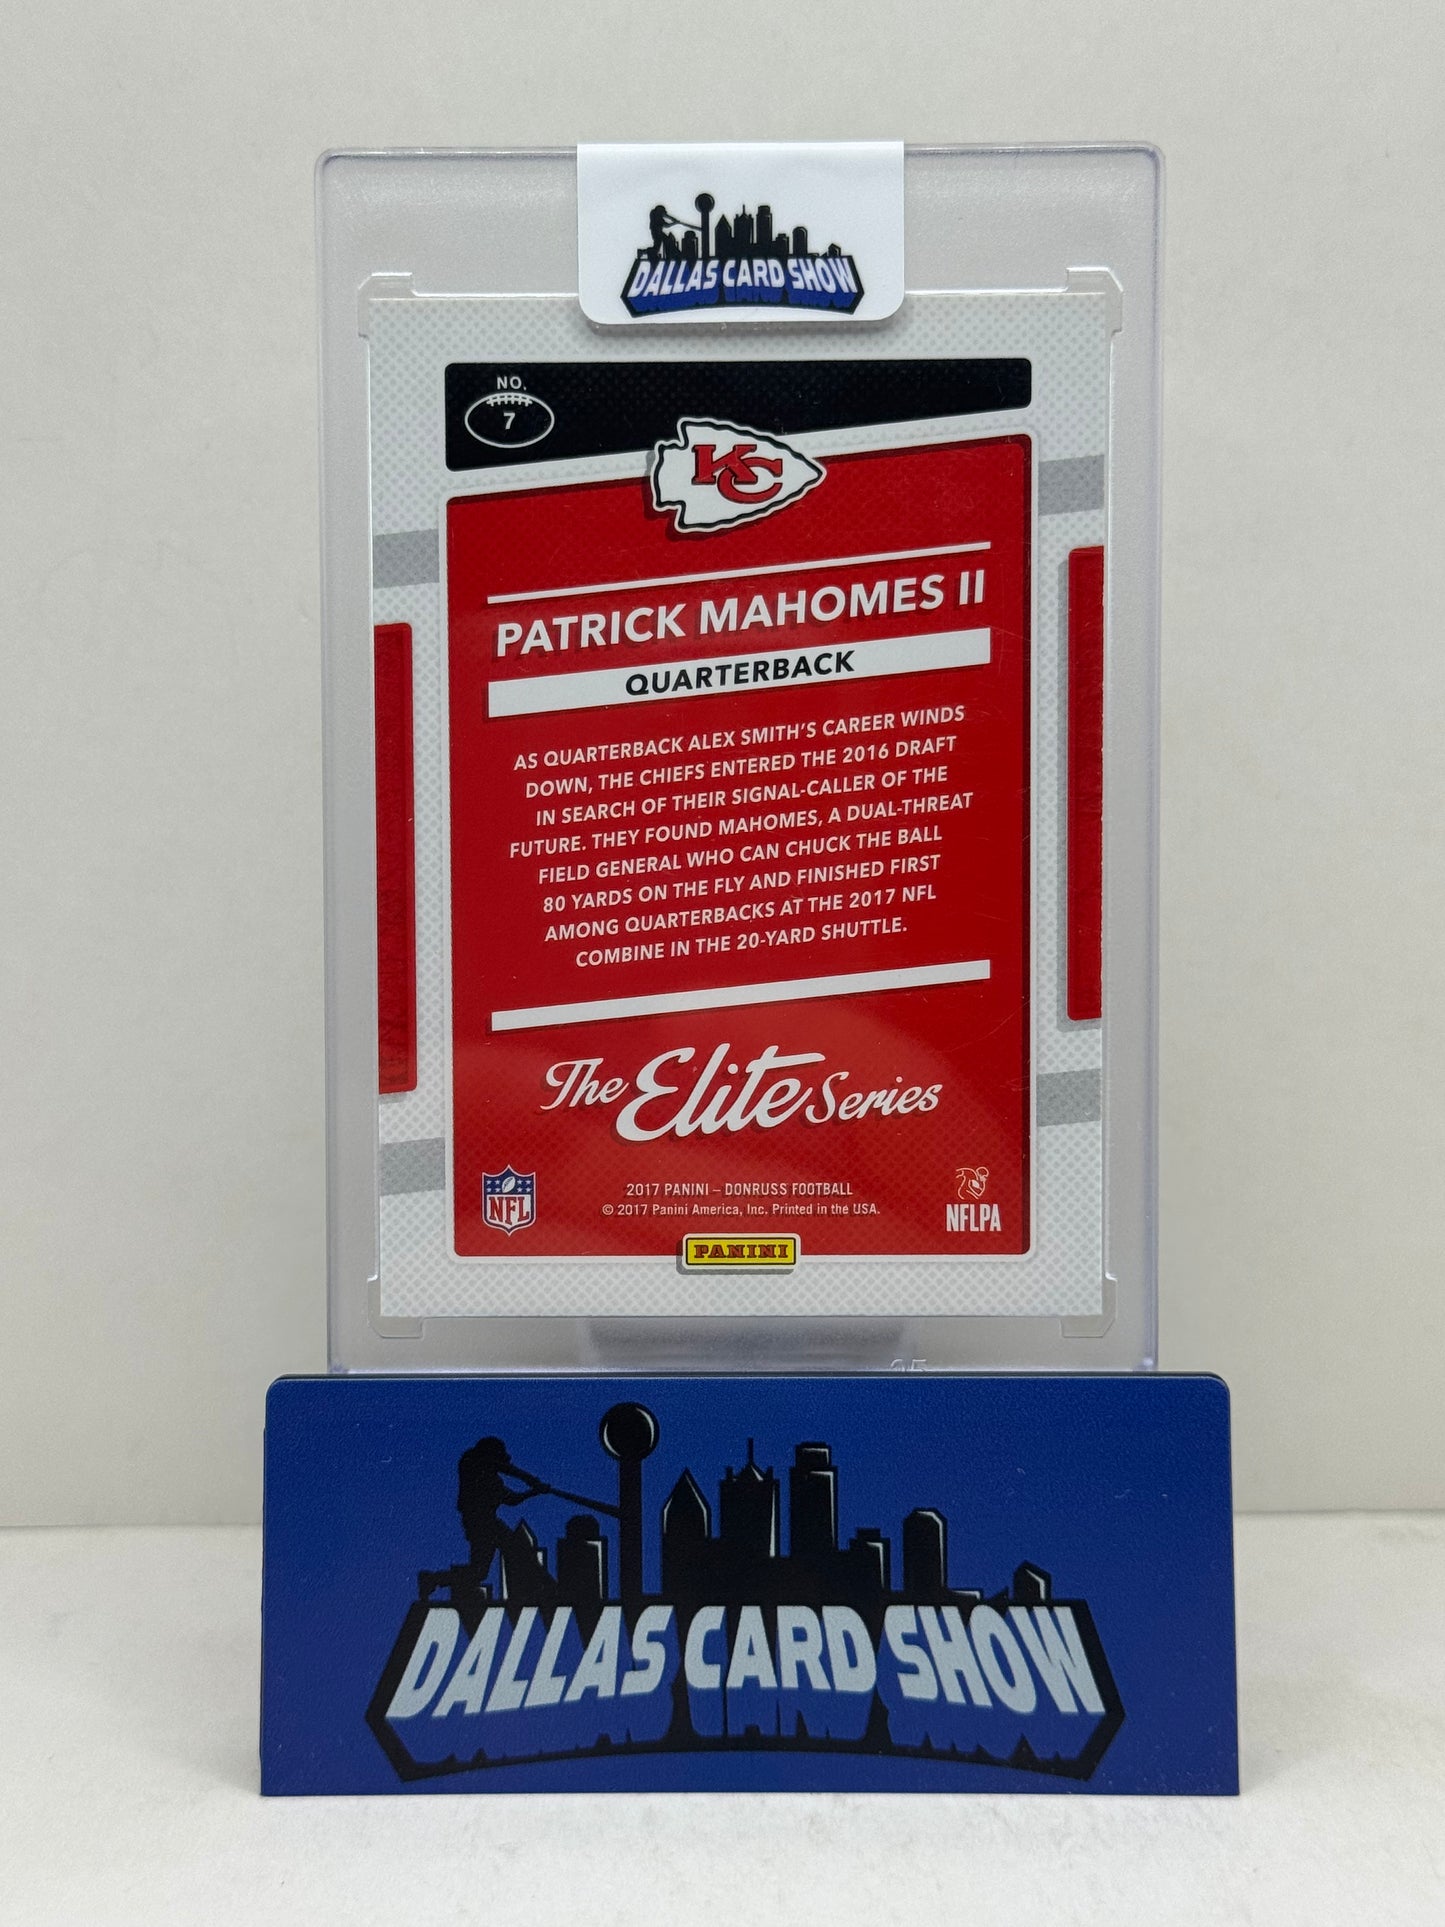 DALLAS CARD SHOW
NO.
7
KC
PATRICK MAHOMES II
QUARTERBACK
AS QUARTERBACK ALEX SMITH'S CAREER WINDS
DOWN, THE CHIEFS ENTERED THE 2016 DRAFT
IN SEARCH OF THEIR SIGNAL-CALLER OF THE
FUTURE. THEY FOUND MAHOMES, A DUAL-THREAT
FIELD GENERAL WHO CAN CHUCK THE BALL
80 YARDS ON THE FLY AND FINISHED FIRST
AMONG QUARTERBACKS AT THE 2017 NFL
COMBINE IN THE 20-YARD SHUTTLE.
The Elite Series
NFL
2017 PANINI – DONRUSS FOOTBALL
© 2017 Panini America, Inc. Printed in the USA.
NFLPA
PANINI
DALLAS CARD SHOW